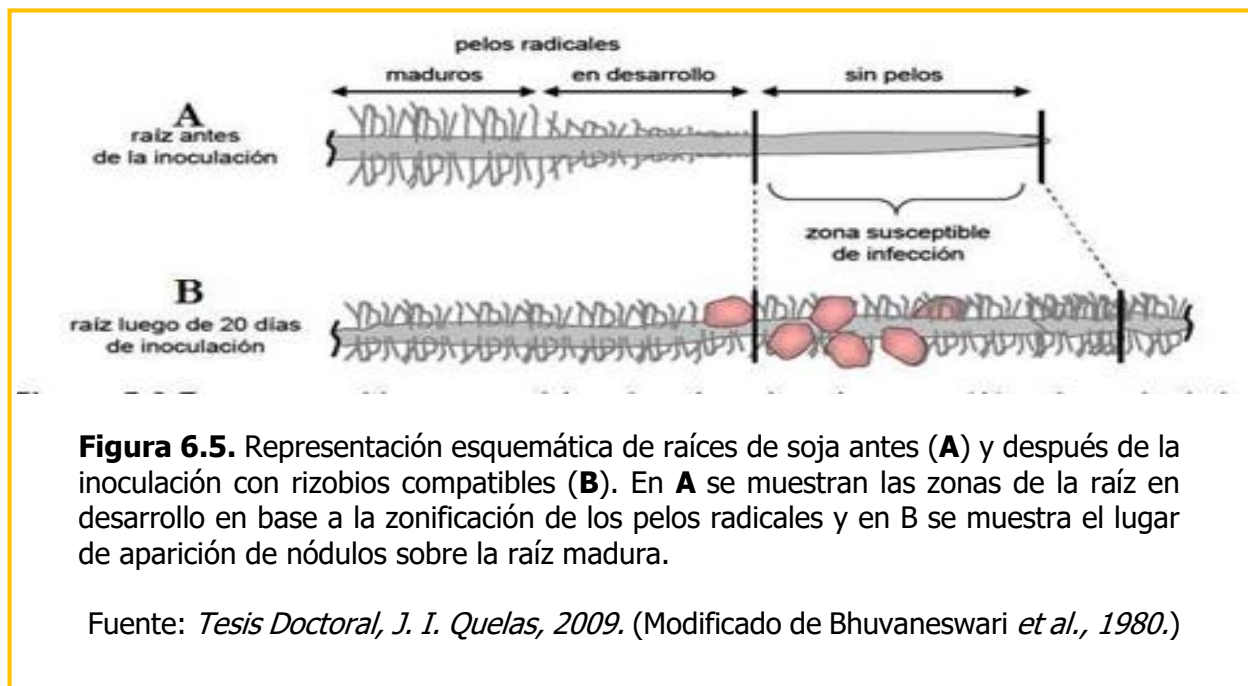 pelos radicales
maduros en desarrollo sin pelos
A
raíz antes
de la inoculación
zona susceptible
de infección
B
raíz luego de 20 días
de inoculación
Figura 6.5. Representación esquemática de raíces de soja antes (A) y después de la
inoculación con rizobios compatibles (B). En A se muestran las zonas de la raíz en
desarrollo en base a la zonificación de los pelos radicales y en B se muestra el lugar
de aparición de nódulos sobre la raíz madura.
Fuente: Tesis Doctoral, J. I. Quelas, 2009. (Modificado de Bhuvaneswari et al., 1980.)